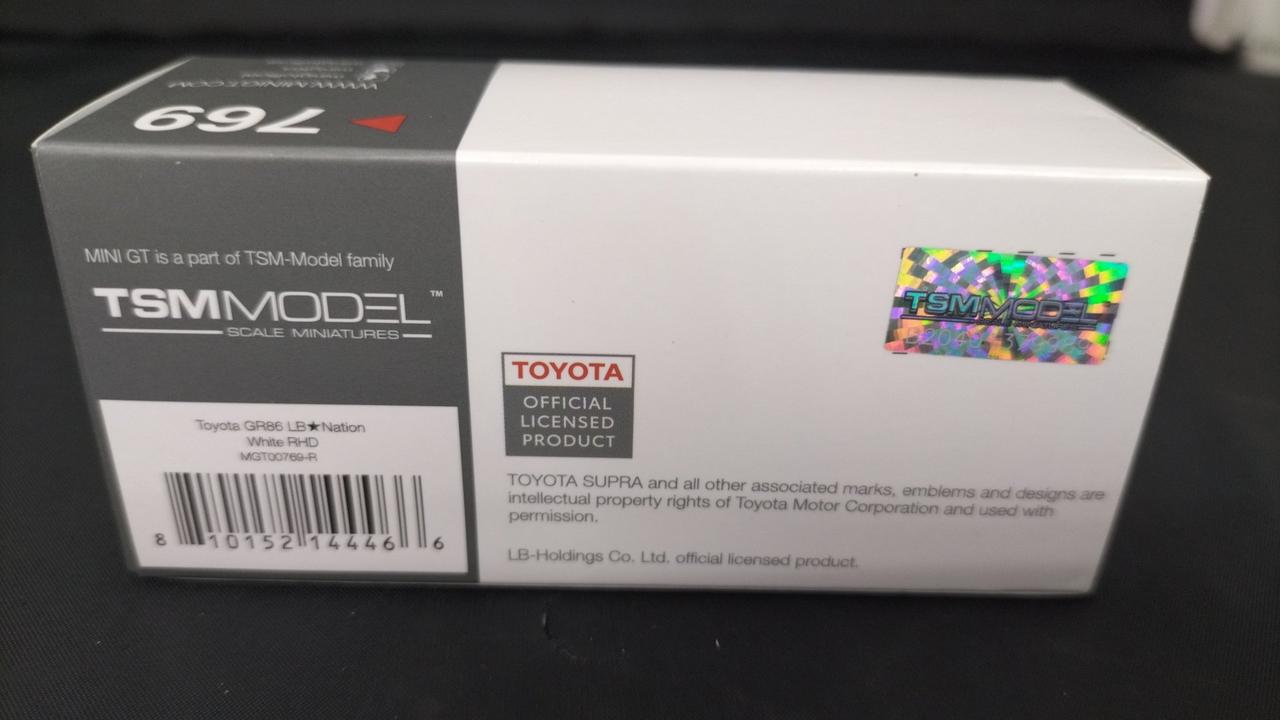 WWW.MINIGT.COM
769
MINI GT is a part of TSM-Model family
TSMMODEL™
SCALE MINIATURES
Toyota GR86 LB★Nation
White RHD
MGT00769-R
8 10152 14446 6
TOYOTA
OFFICIAL
LICENSED
PRODUCT
TOYOTA SUPRA and all other associated marks, emblems and designs are
intellectual property rights of Toyota Motor Corporation and used with
permission.
LB-Holdings Co. Ltd. official licensed product.
TSMMODEL